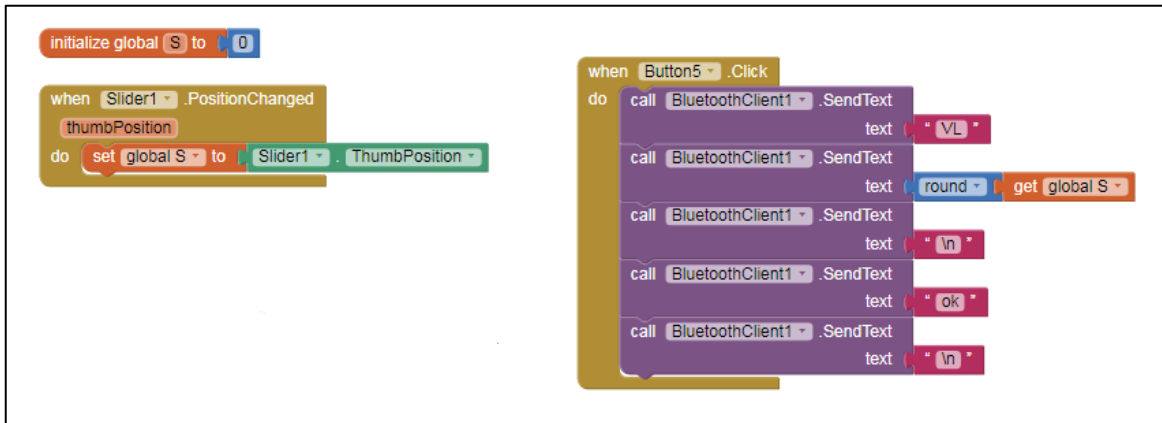 initialize global S to 0
when Slider1 .PositionChanged
thumbPosition
do set global S to Slider1 . ThumbPosition
when Button5 .Click
do call BluetoothClient1 .SendText
text " VL "
call BluetoothClient1 .SendText
text round get global S
call BluetoothClient1 .SendText
text " \n "
call BluetoothClient1 .SendText
text " ok "
call BluetoothClient1 .SendText
text " \n "